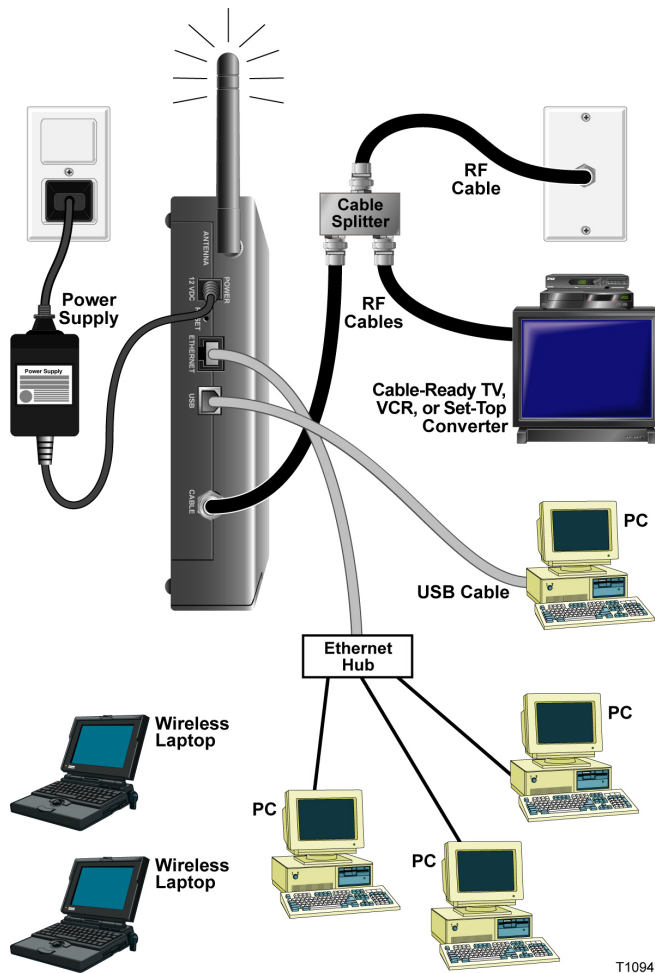 RF
Cable
Cable
Splitter
ANTENNA
POWER
12 VDC
Power
Supply
RF
Cables
ETHERNET
Power Supply
USB
Cable-Ready TV,
VCR, or Set-Top
Converter
CABLE
PC
USB Cable
Ethernet
Hub
PC
Wireless
Laptop
PC
PC
Wireless
Laptop
T1094